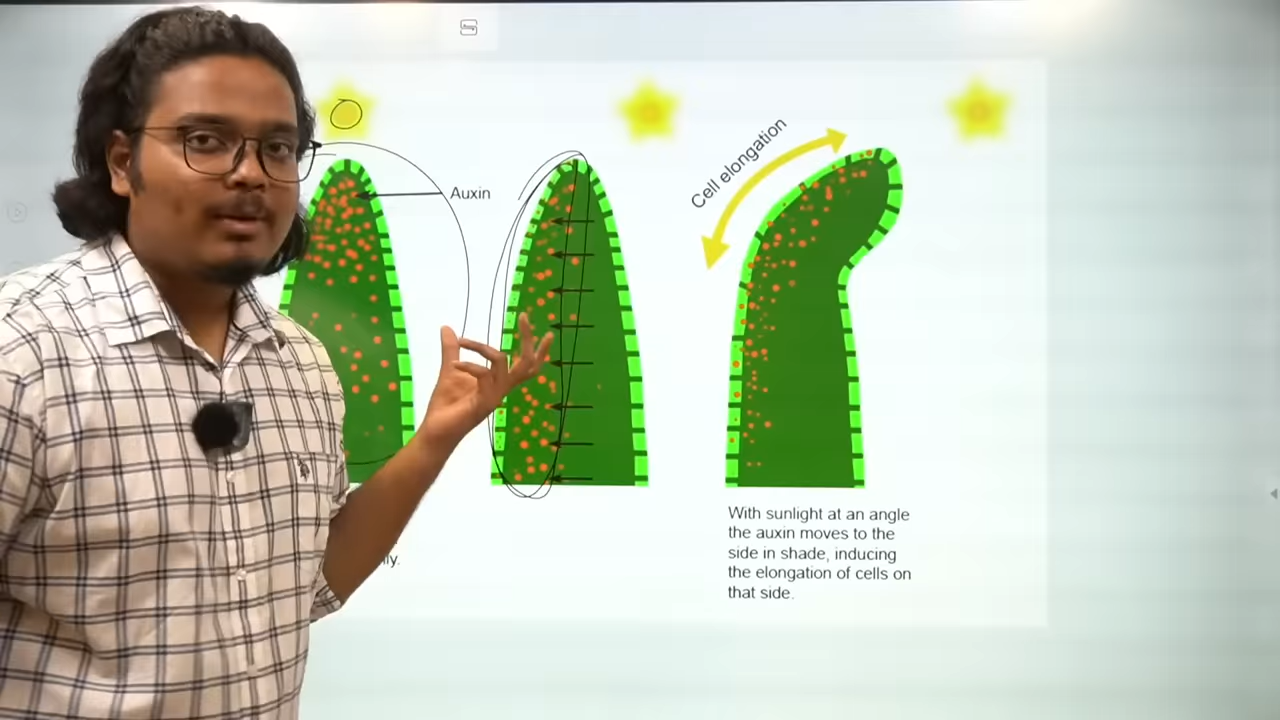 Auxin
Cell elongation
With sunlight at an angle
the auxin moves to the
side in shade, inducing
the elongation of cells on
that side.